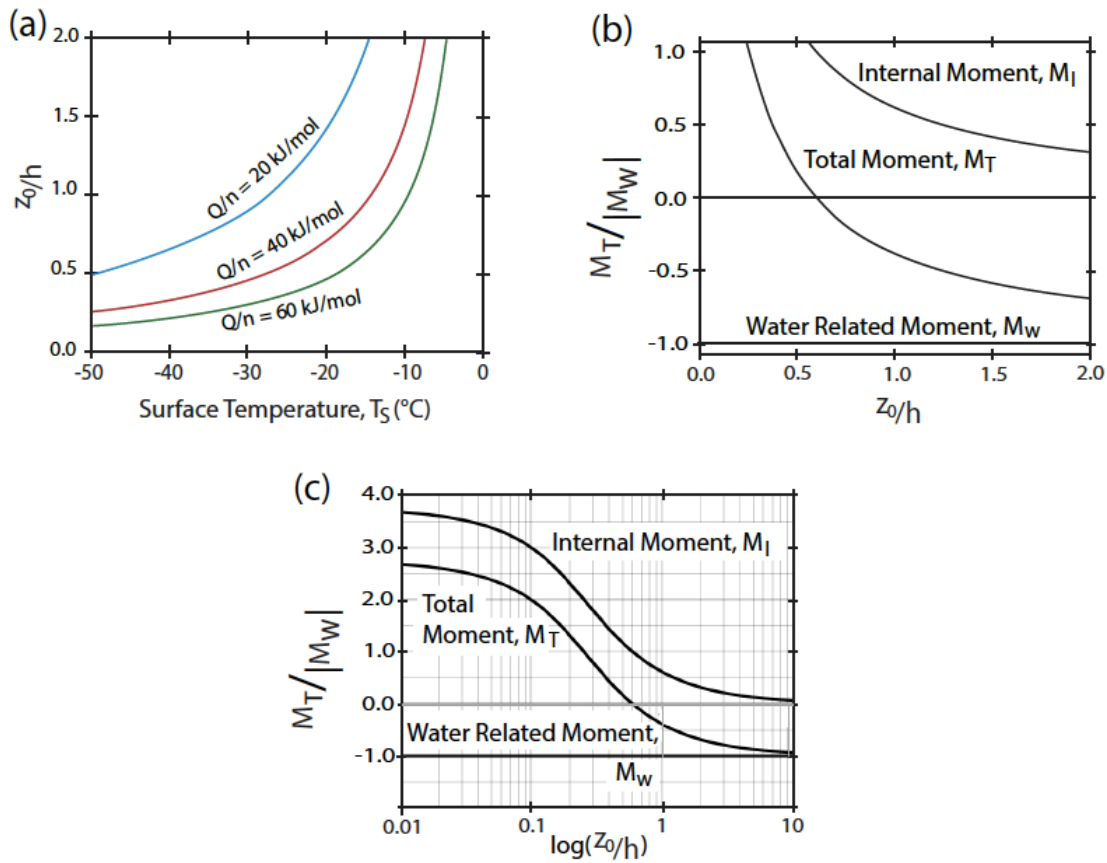 (a)
2.0
1.5
1.0
0.5
0.0
z0/h
Q/n = 20 kJ/mol
Q/n = 40 kJ/mol
Q/n = 60 kJ/mol
-50
-40
-30
-20
-10
0
Surface Temperature, TS (°C)
(b)
1.0
0.5
0.0
-0.5
-1.0
MT/|MW|
Internal Moment, MI
Total Moment, MT
Water Related Moment, MW
0.0
0.5
1.0
1.5
2.0
z0/h
(c)
4.0
3.0
2.0
1.0
0.0
-1.0
MT/|MW|
Internal Moment, MI
Total
Moment, MT
Water Related Moment,
MW
0.01
0.1
1
10
log(z0/h)